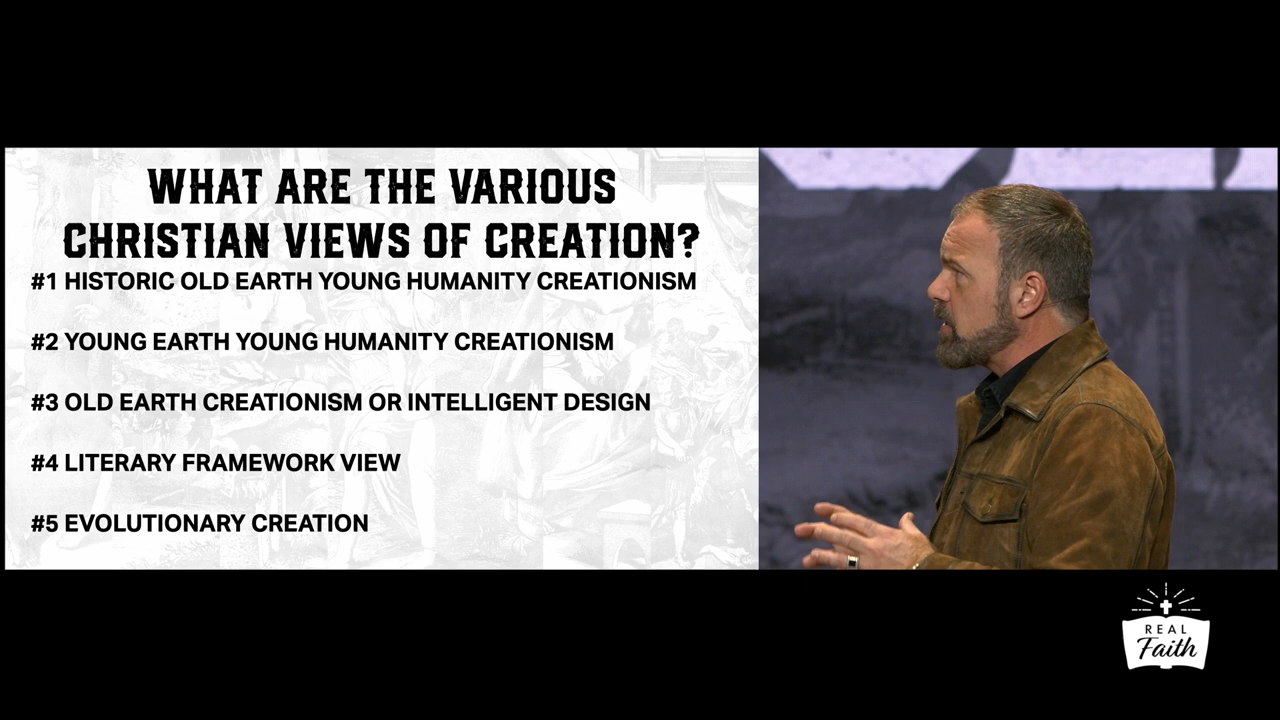 WHAT ARE THE VARIOUS
CHRISTIAN VIEWS OF CREATION?
#1 HISTORIC OLD EARTH YOUNG HUMANITY CREATIONISM
#2 YOUNG EARTH YOUNG HUMANITY CREATIONISM
#3 OLD EARTH CREATIONISM OR INTELLIGENT DESIGN
#4 LITERARY FRAMEWORK VIEW
#5 EVOLUTIONARY CREATION
REAL
Faith